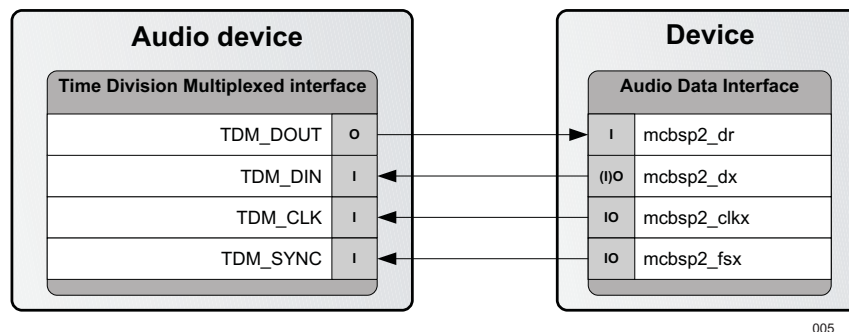 Audio device
Time Division Multiplexed interface
TDM_DOUT O
TDM_DIN I
TDM_CLK I
TDM_SYNC I
Device
Audio Data Interface
I mcbsp2_dr
(I)O mcbsp2_dx
IO mcbsp2_clkx
IO mcbsp2_fsx
005